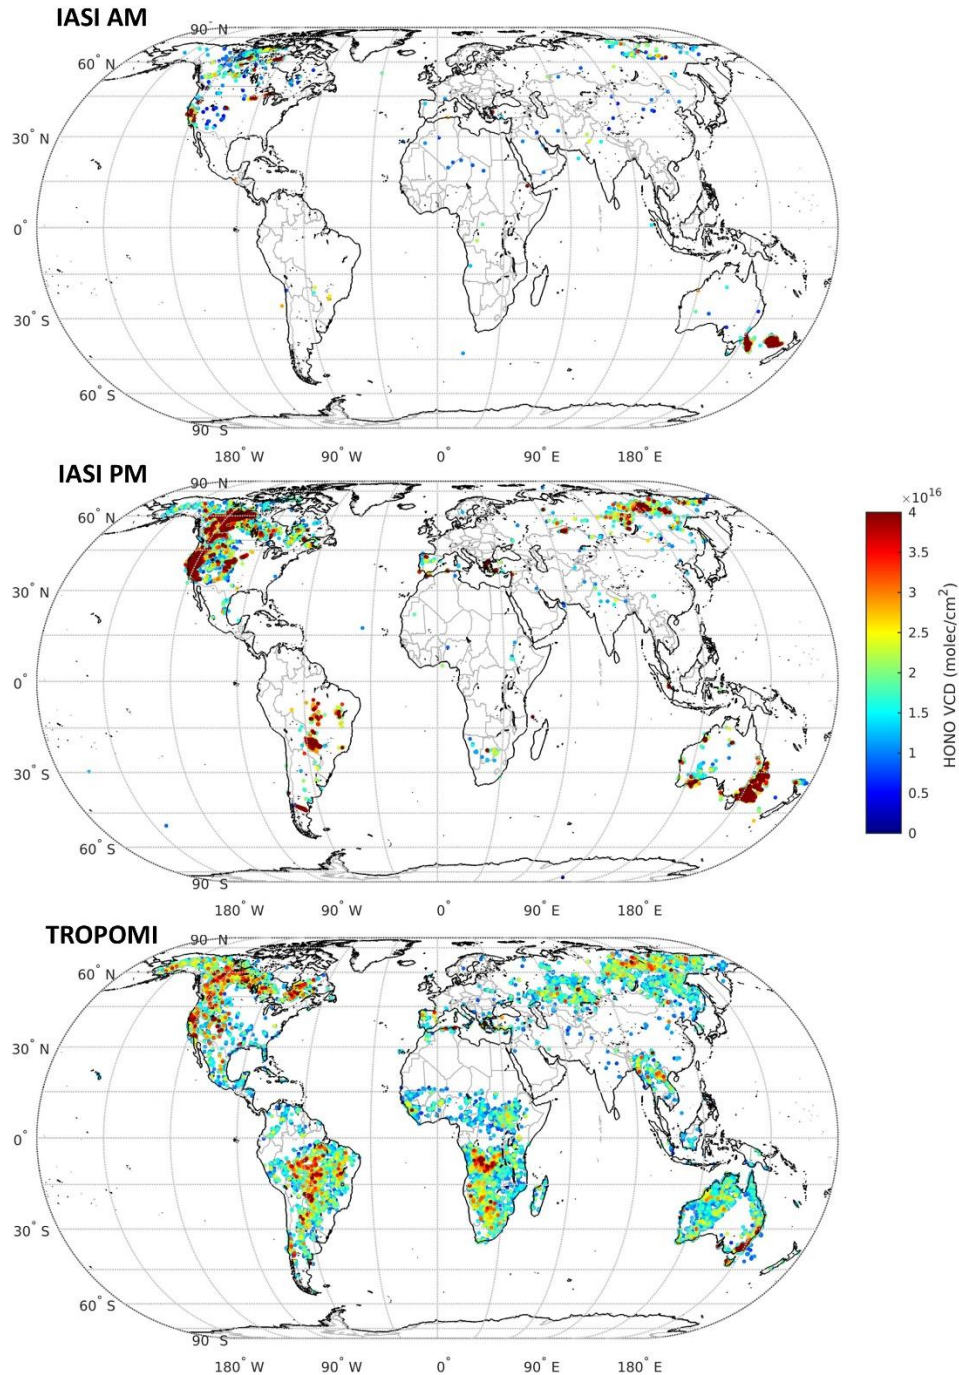 IASI AM
90° N
60° N
30° N
0°
30° S
60° S
90° S
180° W 90° W 0° 90° E 180° E
IASI PM
90° N
60° N
30° N
0°
30° S
60° S
90° S
180° W 90° W 0° 90° E 180° E
×10^16
4
3.5
3
2.5
2
1.5
1
0.5
0
HONO VCD (molec/cm²)
TROPOMI
90° N
60° N
30° N
0°
30° S
60° S
90° S
180° W 90° W 0° 90° E 180° E